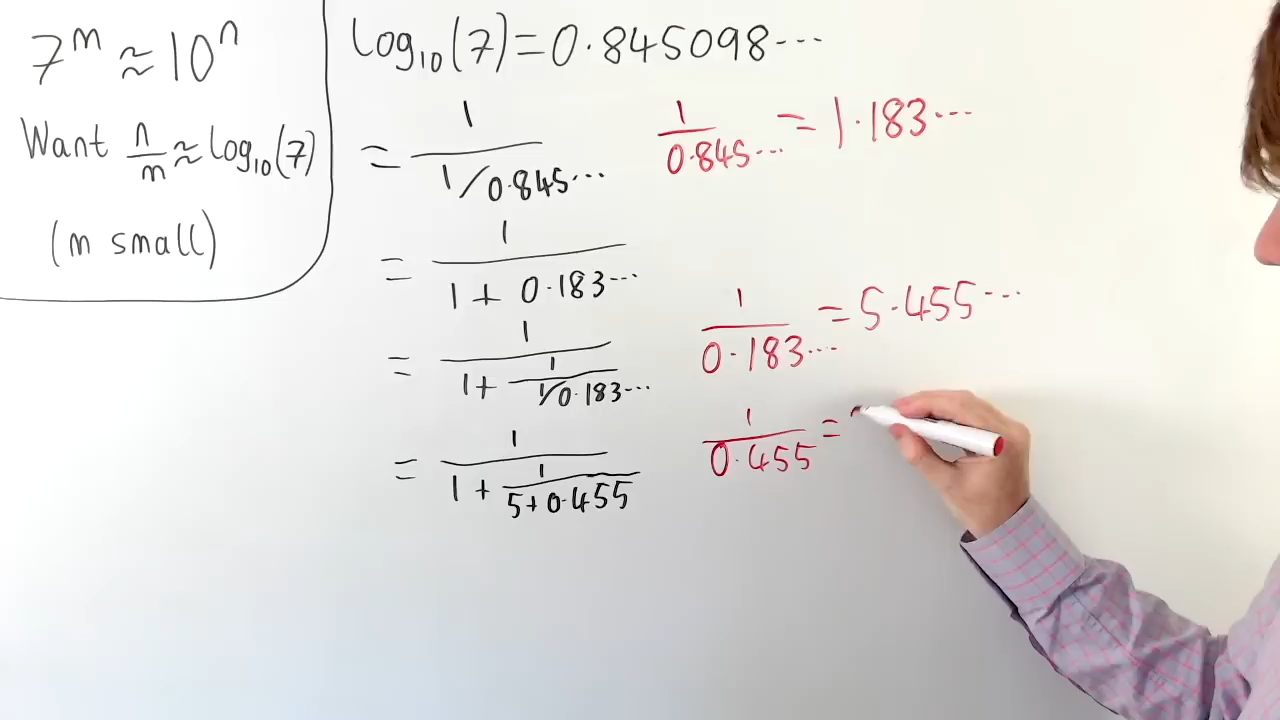 7^m ≈ 10^n
Want n/m ≈ log₁₀(7)
(m small)
log₁₀(7) = 0.845098...
= 1/(1/0.845...)
1/0.845... = 1.183...
= 1/(1 + 0.183...)
1/0.183... = 5.455...
= 1/(1 + 1/(1/0.183...))
1/0.455 =
= 1/(1 + 1/(5 + 0.455))